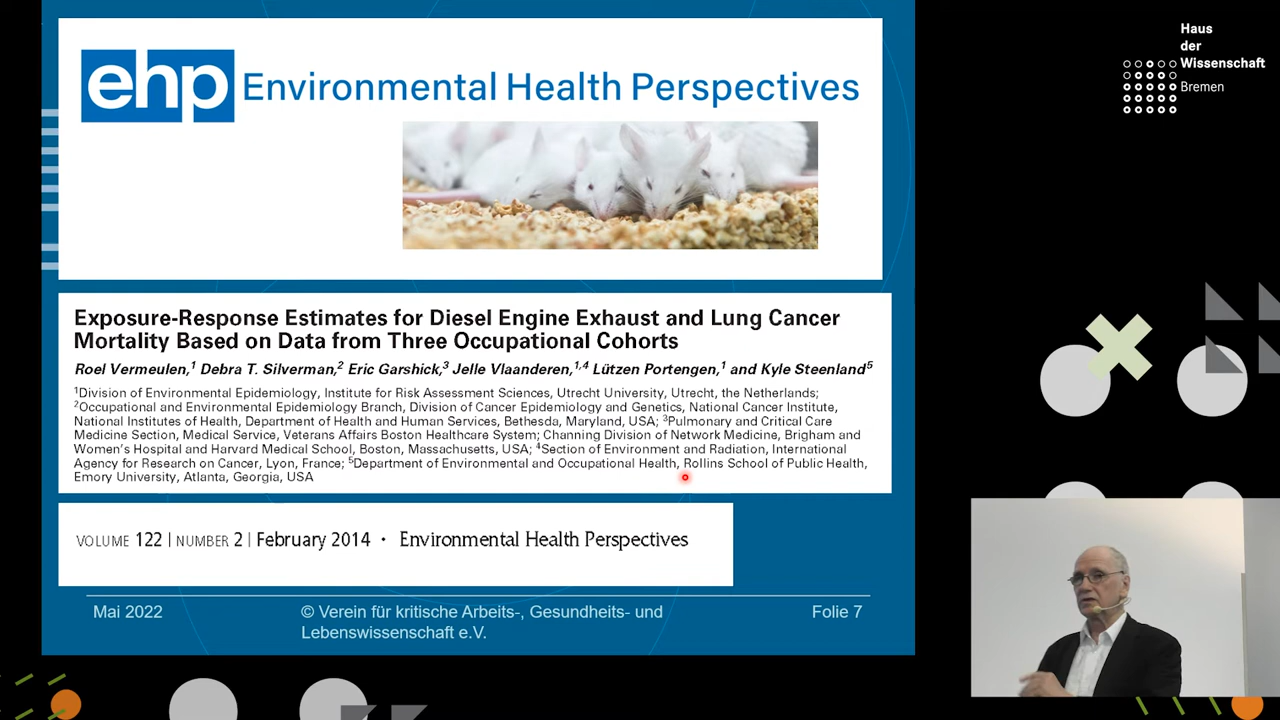 ehp Environmental Health Perspectives
Exposure-Response Estimates for Diesel Engine Exhaust and Lung Cancer
Mortality Based on Data from Three Occupational Cohorts
Roel Vermeulen,¹ Debra T. Silverman,² Eric Garshick,³ Jelle Vlaanderen,¹,⁴ Lützen Portengen,¹ and Kyle Steenland⁵
¹Division of Environmental Epidemiology, Institute for Risk Assessment Sciences, Utrecht University, Utrecht, the Netherlands;
²Occupational and Environmental Epidemiology Branch, Division of Cancer Epidemiology and Genetics, National Cancer Institute,
National Institutes of Health, Department of Health and Human Services, Bethesda, Maryland, USA; ³Pulmonary and Critical Care
Medicine Section, Medical Service, Veterans Affairs Boston Healthcare System; Channing Division of Network Medicine, Brigham and
Women's Hospital and Harvard Medical School, Boston, Massachusetts, USA; ⁴Section of Environment and Radiation, International
Agency for Research on Cancer, Lyon, France; ⁵Department of Environmental and Occupational Health, Rollins School of Public Health,
Emory University, Atlanta, Georgia, USA
VOLUME 122 | NUMBER 2 | February 2014 • Environmental Health Perspectives
Mai 2022
© Verein für kritische Arbeits-, Gesundheits- und
Lebenswissenschaft e.V.
Folie 7
Haus
der
Wissenschaft
Bremen